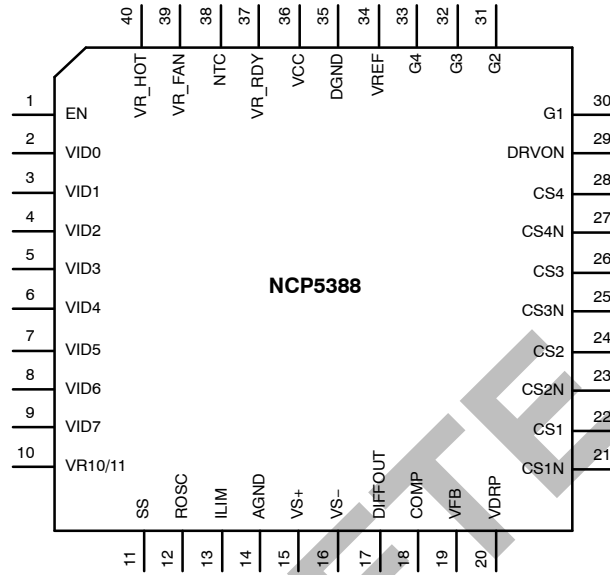 40 39 38 37 36 35 34 33 32 31
VR_HOT VR_FAN NTC VR_RDY VCC DGND VREF G4 G3 G2
1 EN
2 VID0
3 VID1
4 VID2
5 VID3
6 VID4
7 VID5
8 VID6
9 VID7
10 VR10/11
NCP5388
G1 30
DRVON 29
CS4 28
CS4N 27
CS3 26
CS3N 25
CS2 24
CS2N 23
CS1 22
CS1N 21
SS ROSC ILIM AGND VS+ VS− DIFFOUT COMP VFB VDRP
11 12 13 14 15 16 17 18 19 20
ETE